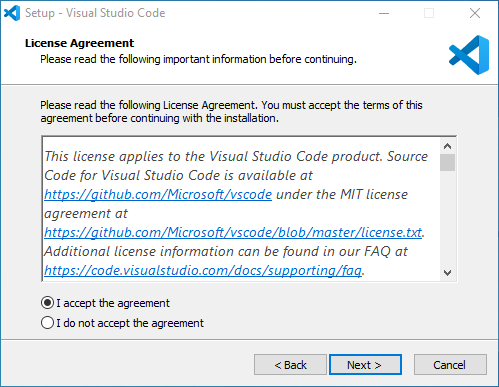 Setup - Visual Studio Code
License Agreement
Please read the following important information before continuing.
Please read the following License Agreement. You must accept the terms of this
agreement before continuing with the installation.
This license applies to the Visual Studio Code product. Source
Code for Visual Studio Code is available at
https://github.com/Microsoft/vscode under the MIT license
agreement at
https://github.com/Microsoft/vscode/blob/master/license.txt.
Additional license information can be found in our FAQ at
https://code.visualstudio.com/docs/supporting/faq.
I accept the agreement
I do not accept the agreement
< Back Next > Cancel